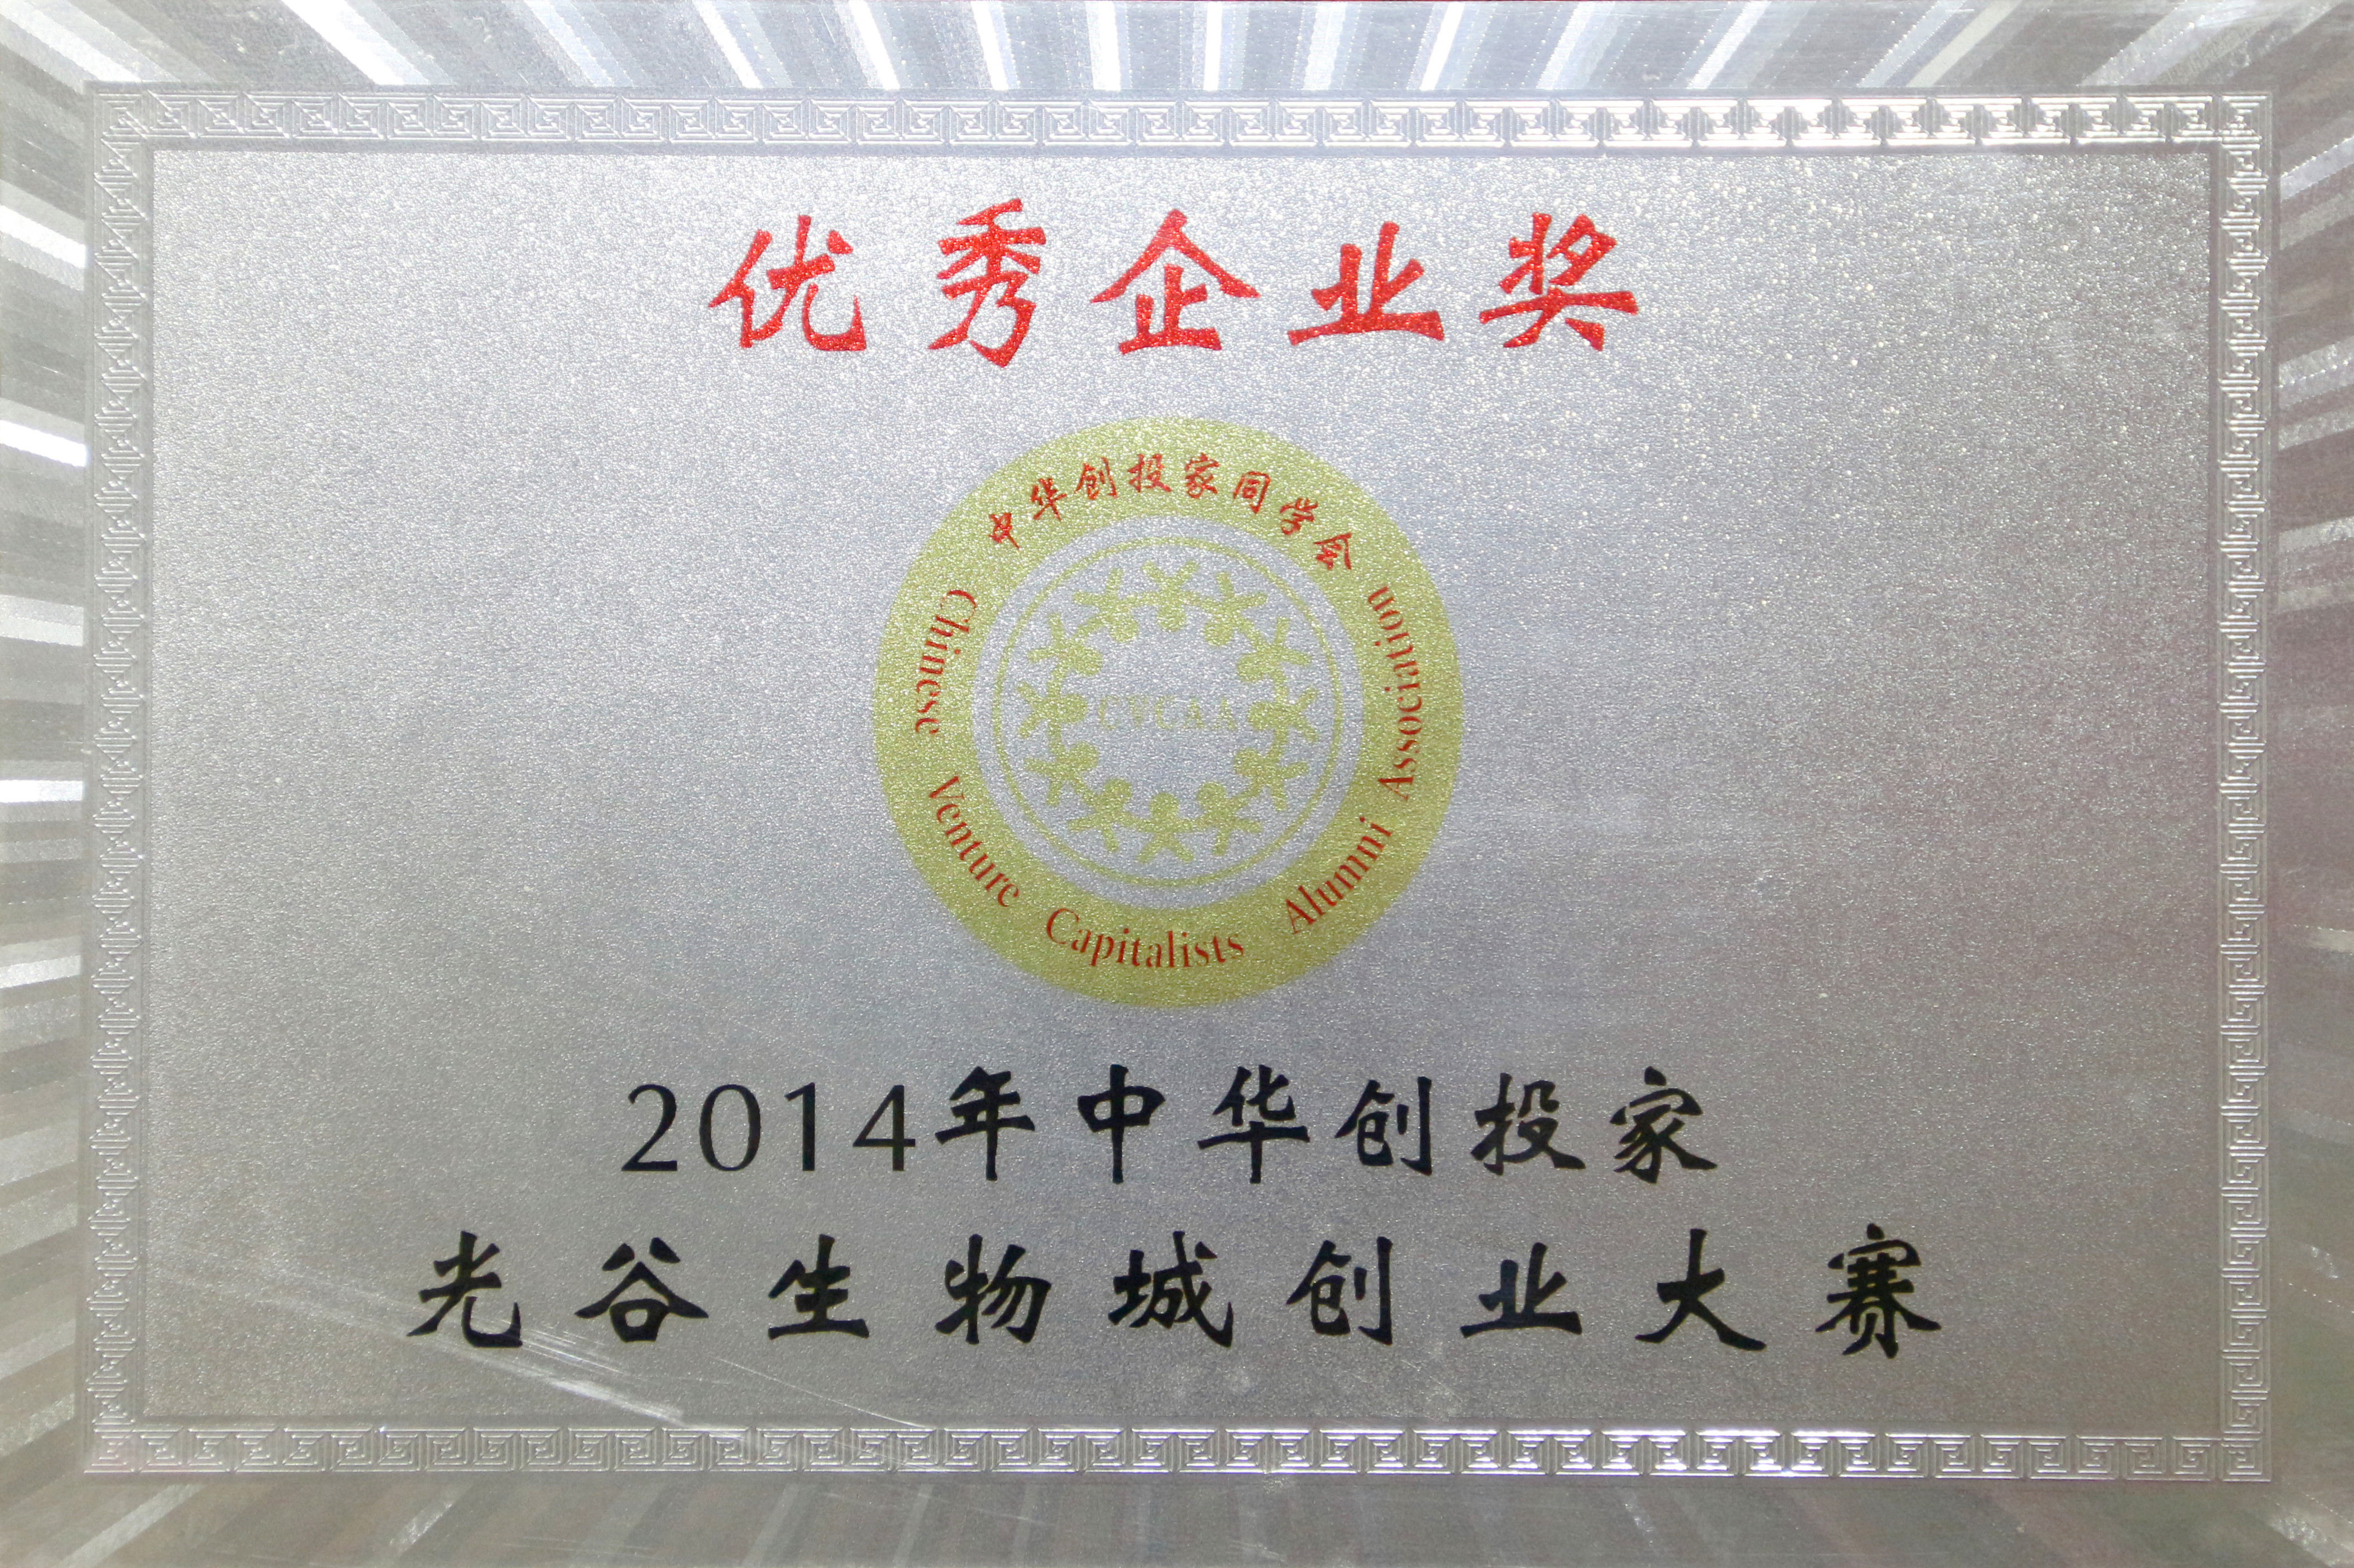 优秀企业奖
中华创投家同学会
Chinese Venture Capitalists Alumni Association
CVCAA
2014年中华创投家
光谷生物城创业大赛